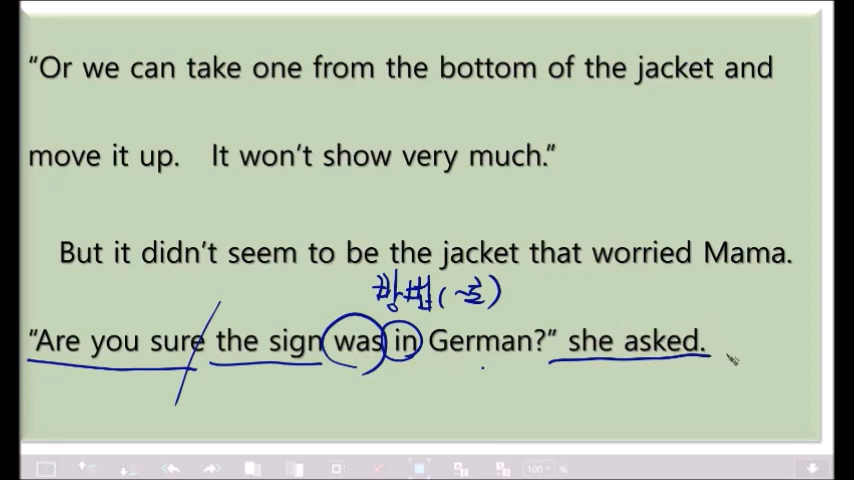 “Or we can take one from the bottom of the jacket and
move it up. It won’t show very much.”
But it didn’t seem to be the jacket that worried Mama.
방법(~로)
“Are you sure the sign was in German?” she asked.
100 %